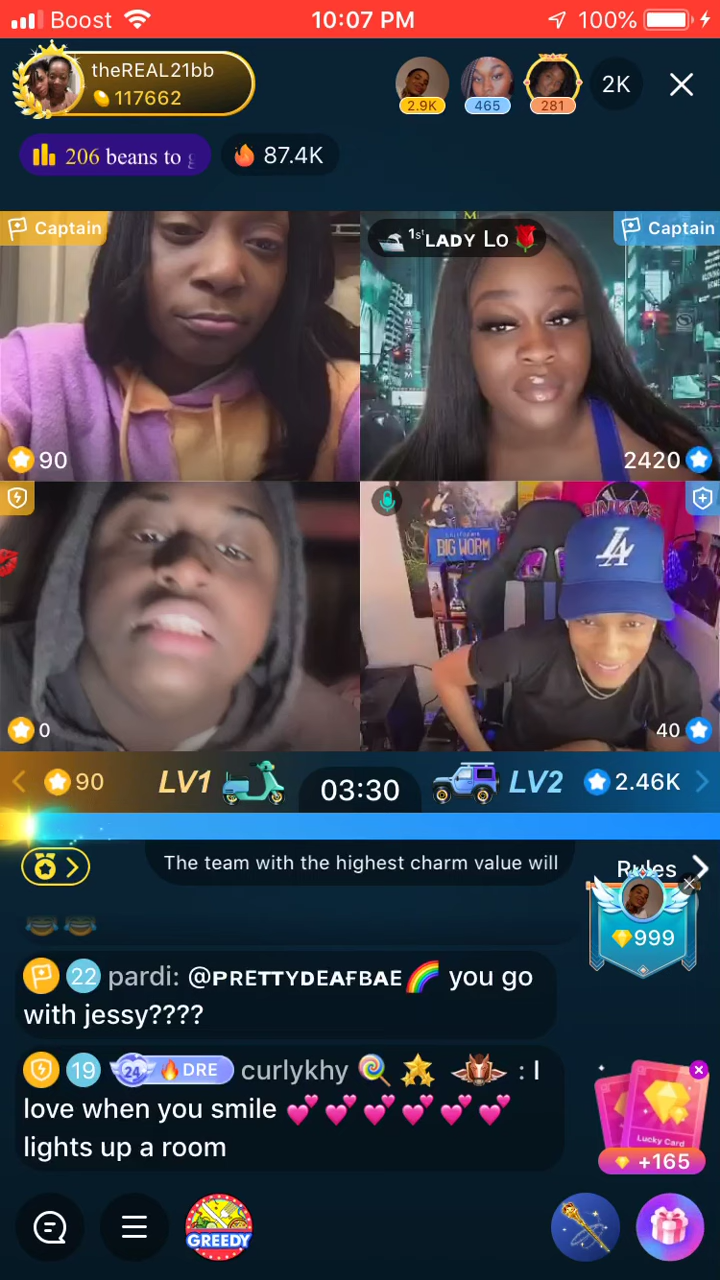 Boost 10:07 PM 100%
theREAL21bb
117662
2.9K 465 281 2K
206 beans to
87.4K
Captain
1st LADY Lo🌹
Captain
90
2420
BIG WORM
PINKY'S
LA
0
40
90 LV1 03:30 LV2 2.46K
The team with the highest charm value will
Rules
999
😂😂
22 pardi: @PRETTYDEAFBAE🌈 you go
with jessy????
19 24 🔥DRE curlykhy 🍭 : I
love when you smile 💕💕💕💕💕💕
lights up a room
Lucky Card
+165
GREEDY